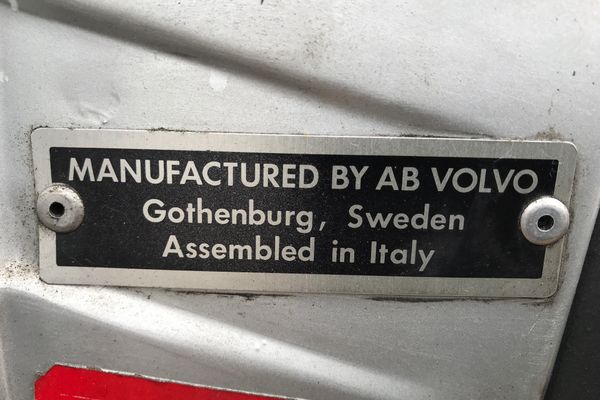 MANUFACTURED BY AB VOLVO
Gothenburg, Sweden
Assembled in Italy